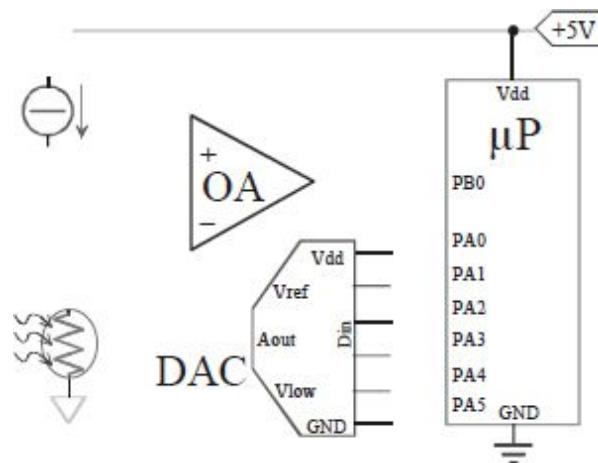 +5V
Vdd
µP
+
OA
−
PB0
PA0
PA1
PA2
PA3
PA4
PA5
GND
Vdd
Vref
Aout
Din
DAC
Vlow
GND